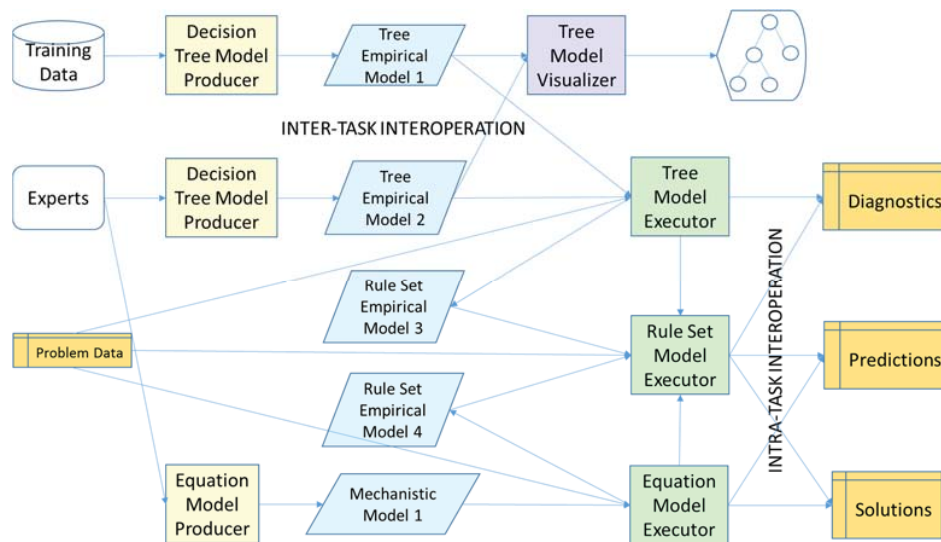 Training
Data
Decision
Tree Model
Producer
Tree
Empirical
Model 1
Tree
Model
Visualizer
INTER-TASK INTEROPERATION
Experts
Decision
Tree Model
Producer
Tree
Empirical
Model 2
Tree
Model
Executor
Diagnostics
Rule Set
Empirical
Model 3
Problem Data
Rule Set
Model
Executor
INTRA-TASK INTEROPERATION
Predictions
Rule Set
Empirical
Model 4
Equation
Model
Producer
Mechanistic
Model 1
Equation
Model
Executor
Solutions